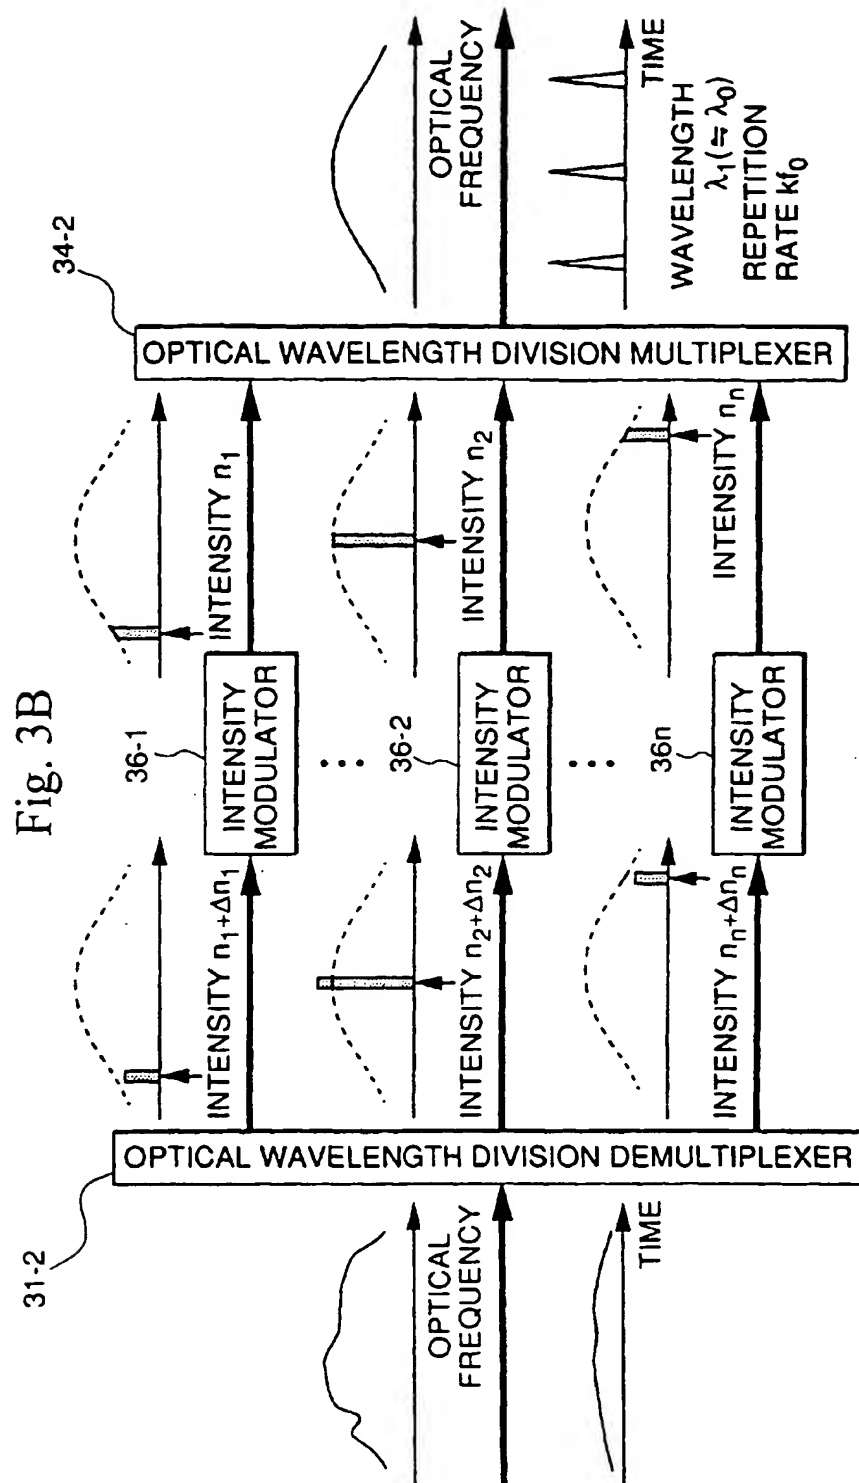 Fig. 3B
31-2
OPTICAL
FREQUENCY
TIME
OPTICAL WAVELENGTH DIVISION DEMULTIPLEXER
INTENSITY n₁+Δn₁
INTENSITY n₂+Δn₂
INTENSITY nₙ+Δnₙ
36-1
INTENSITY
MODULATOR
...
36-2
INTENSITY
MODULATOR
...
36n
INTENSITY
MODULATOR
INTENSITY n₁
INTENSITY n₂
INTENSITY nₙ
34-2
OPTICAL WAVELENGTH DIVISION MULTIPLEXER
OPTICAL
FREQUENCY
TIME
WAVELENGTH
λ₁(≒λ₀)
REPETITION
RATE kf₀